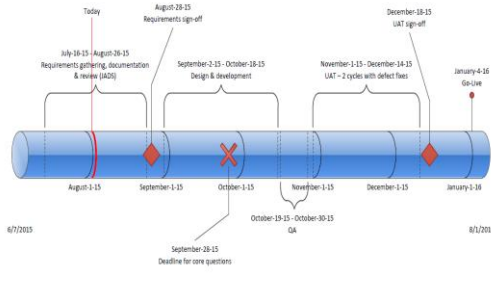 Today
August-28-15
Requirements sign-off
December-18-15
UAT sign-off
July-16-15 - August-26-15
Requirements gathering, documentation
& review (JADS)
September-2-15 - October-18-15
Design & development
November-1-15 - December-14-15
UAT – 2 cycles with defect fixes
January-4-16
Go-Live
August-1-15
September-1-15
October-1-15
November-1-15
December-1-15
January-1-16
October-19-15 - October-30-15
QA
6/7/2015
8/1/201
September-28-15
Deadline for core questions